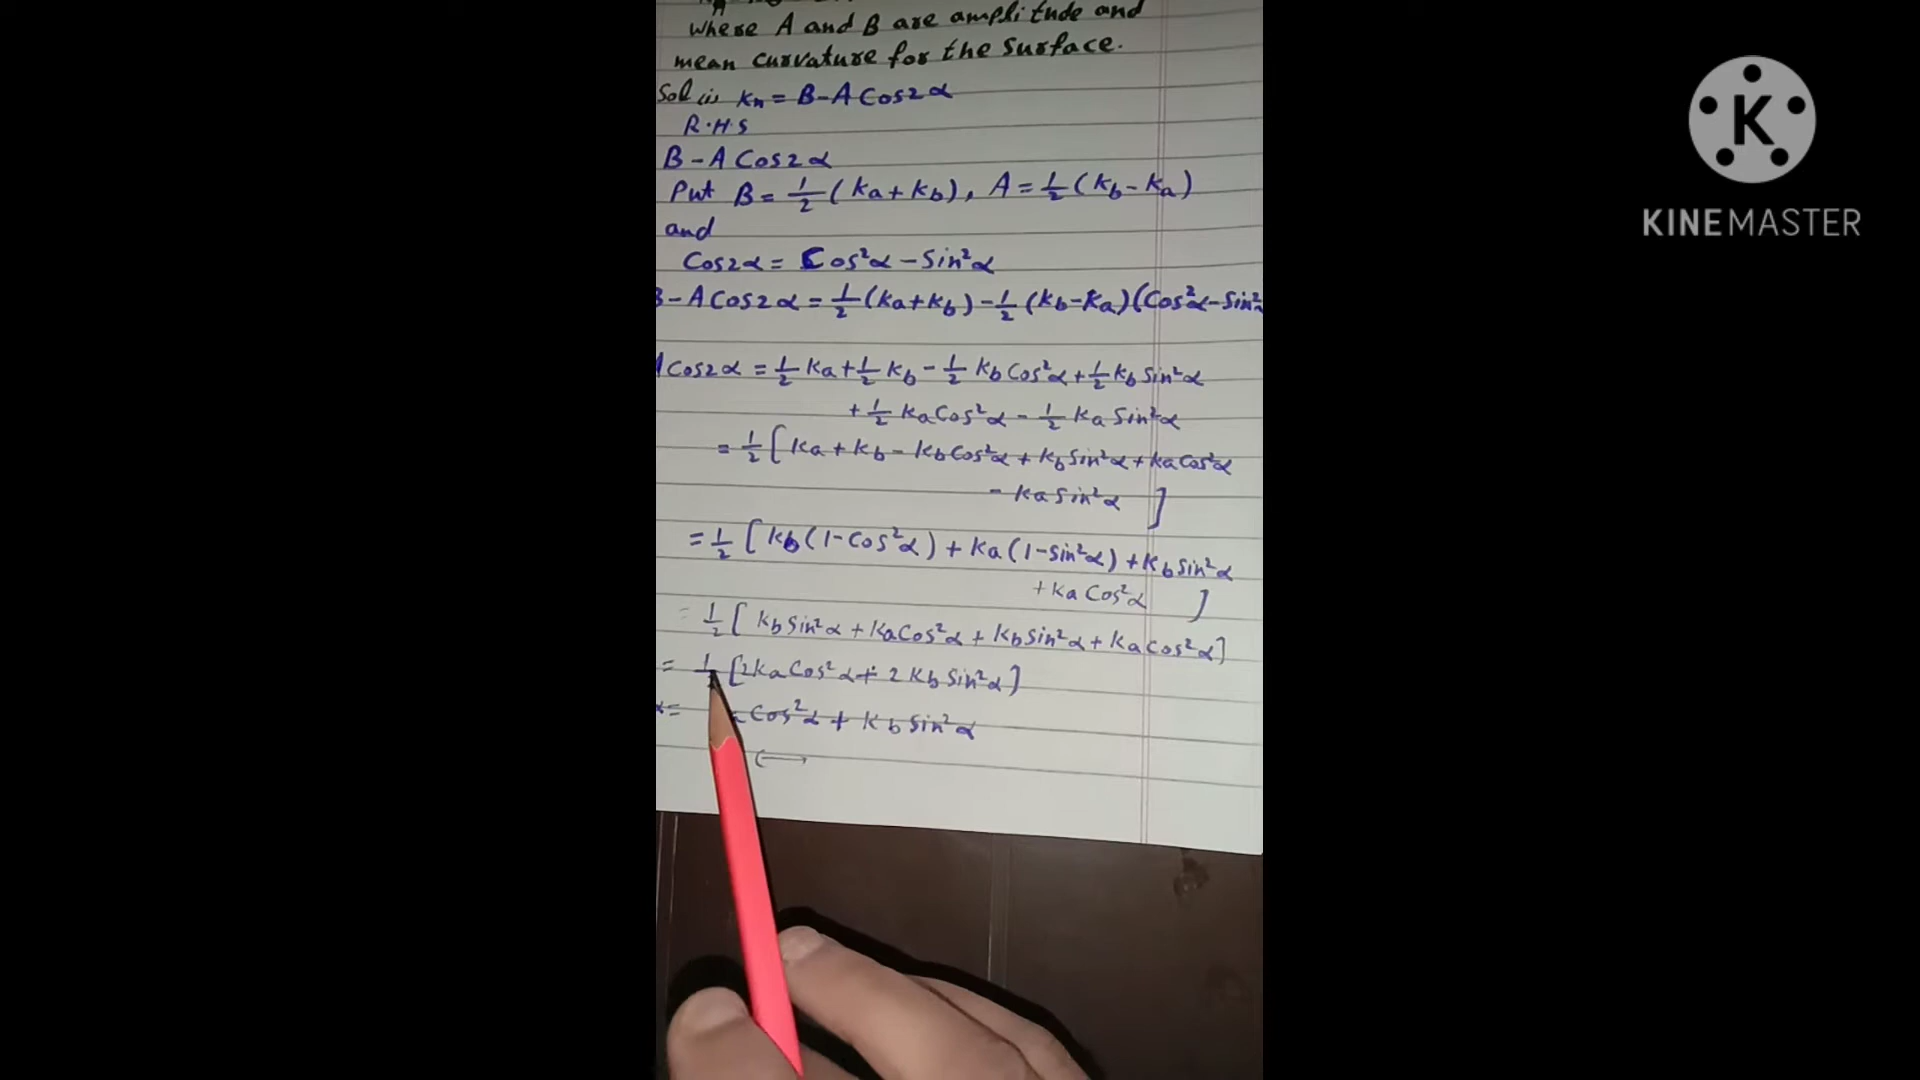 where A and B are amplitude and
mean curvature for the surface.
Sol (i) Kn = B - A Cos2α
R.H.S
B - A Cos2α
Put B = 1/2 (Ka + Kb), A = 1/2 (Kb - Ka)
and
Cos2α = Cos²α - Sin²α
B - A Cos2α = 1/2 (Ka + Kb) - 1/2 (Kb - Ka)(Cos²α - Sin²
A Cos2α = 1/2 Ka + 1/2 Kb - 1/2 Kb Cos²α + 1/2 Kb Sin²α
+ 1/2 Ka Cos²α - 1/2 Ka Sin²α
= 1/2 [Ka + Kb - Kb Cos²α + Kb Sin²α + Ka Cos²α
- Ka Sin²α ]
= 1/2 [Kb (1 - Cos²α) + Ka (1 - Sin²α) + Kb Sin²α
+ Ka Cos²α ]
= 1/2 [Kb Sin²α + Ka Cos²α + Kb Sin²α + Ka Cos²α]
= 1/ [2Ka Cos²α + 2 Kb Sin²α]
α = a Cos²α + Kb Sin²α
K
KINEMASTER